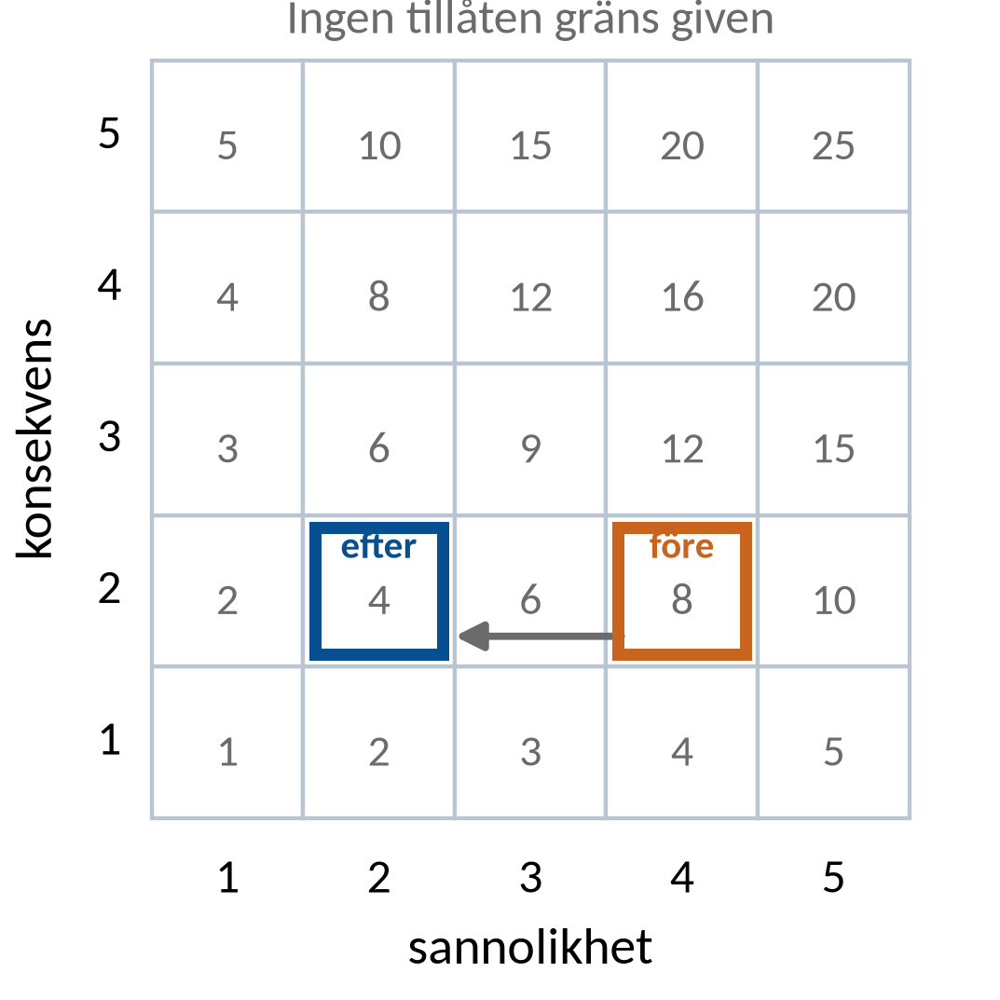 Ingen tillåten gräns given
konsekvens
5 5 10 15 20 25
4 4 8 12 16 20
3 3 6 9 12 15
efter före
2 2 4 6 8 10
1 1 2 3 4 5
1 2 3 4 5
sannolikhet